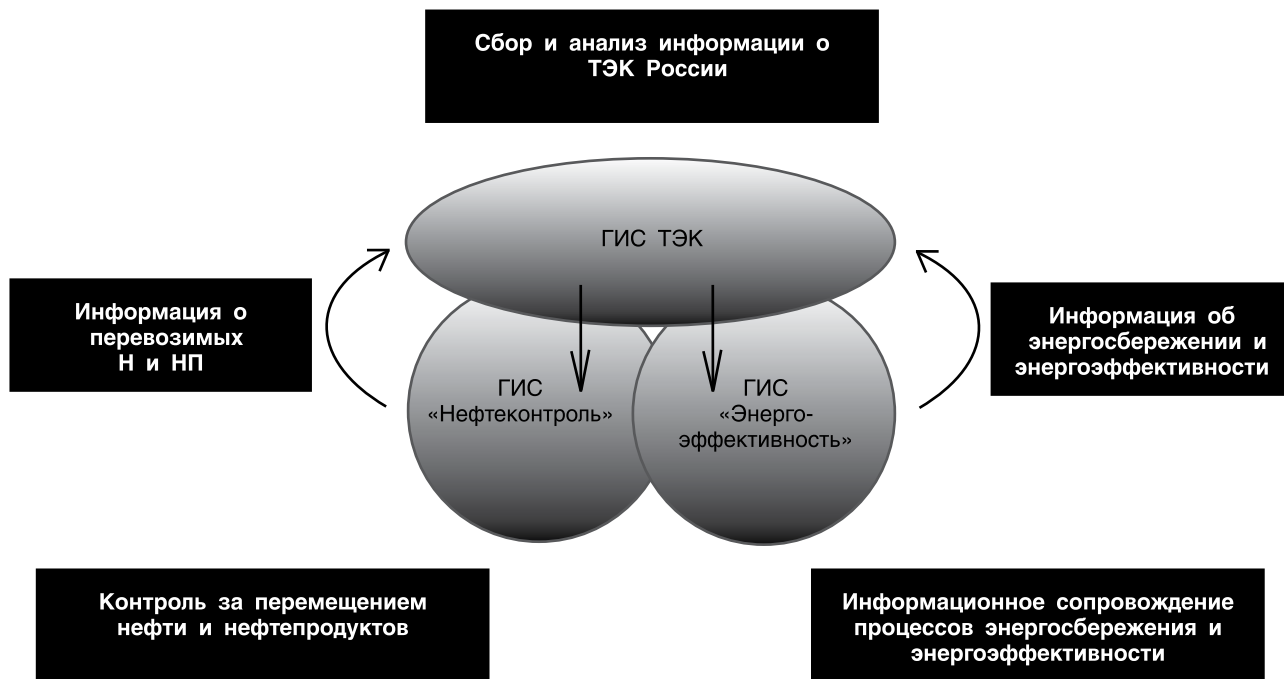 Сбор и анализ информации о
ТЭК России
ГИС ТЭК
Информация о
перевозимых
Н и НП
Информация об
энергосбережении и
энергоэффективности
ГИС
«Нефтеконтроль»
ГИС
«Энерго-
эффективность»
Контроль за перемещением
нефти и нефтепродуктов
Информационное сопровождение
процессов энергосбережения и
энергоэффективности